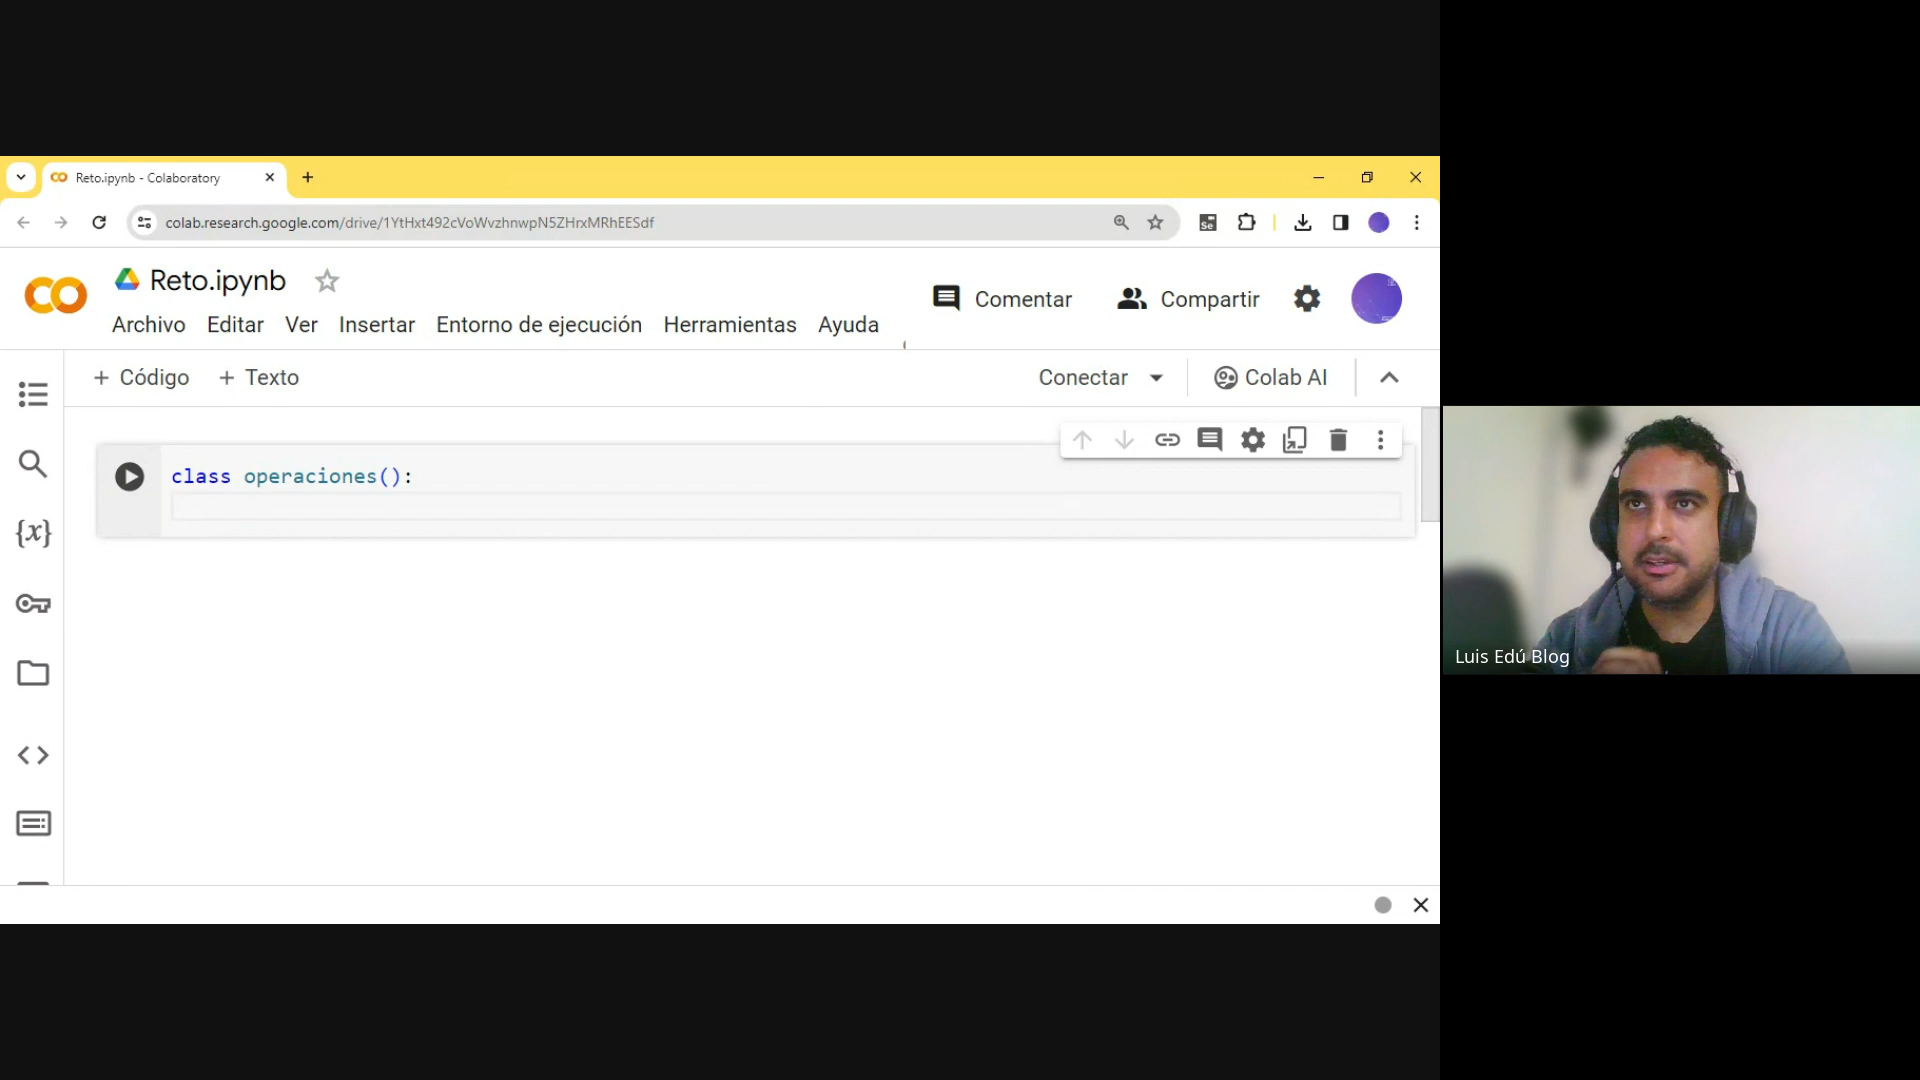 Reto.ipynb - Colaboratory
colab.research.google.com/drive/1YtHxt492cVoWvzhnwpN5ZHrxMRhEESdf
Se
Reto.ipynb
Comentar
Compartir
Archivo Editar Ver Insertar Entorno de ejecución Herramientas Ayuda
+ Código + Texto
Conectar
Colab AI
class operaciones():
{x}
Luis Edú Blog